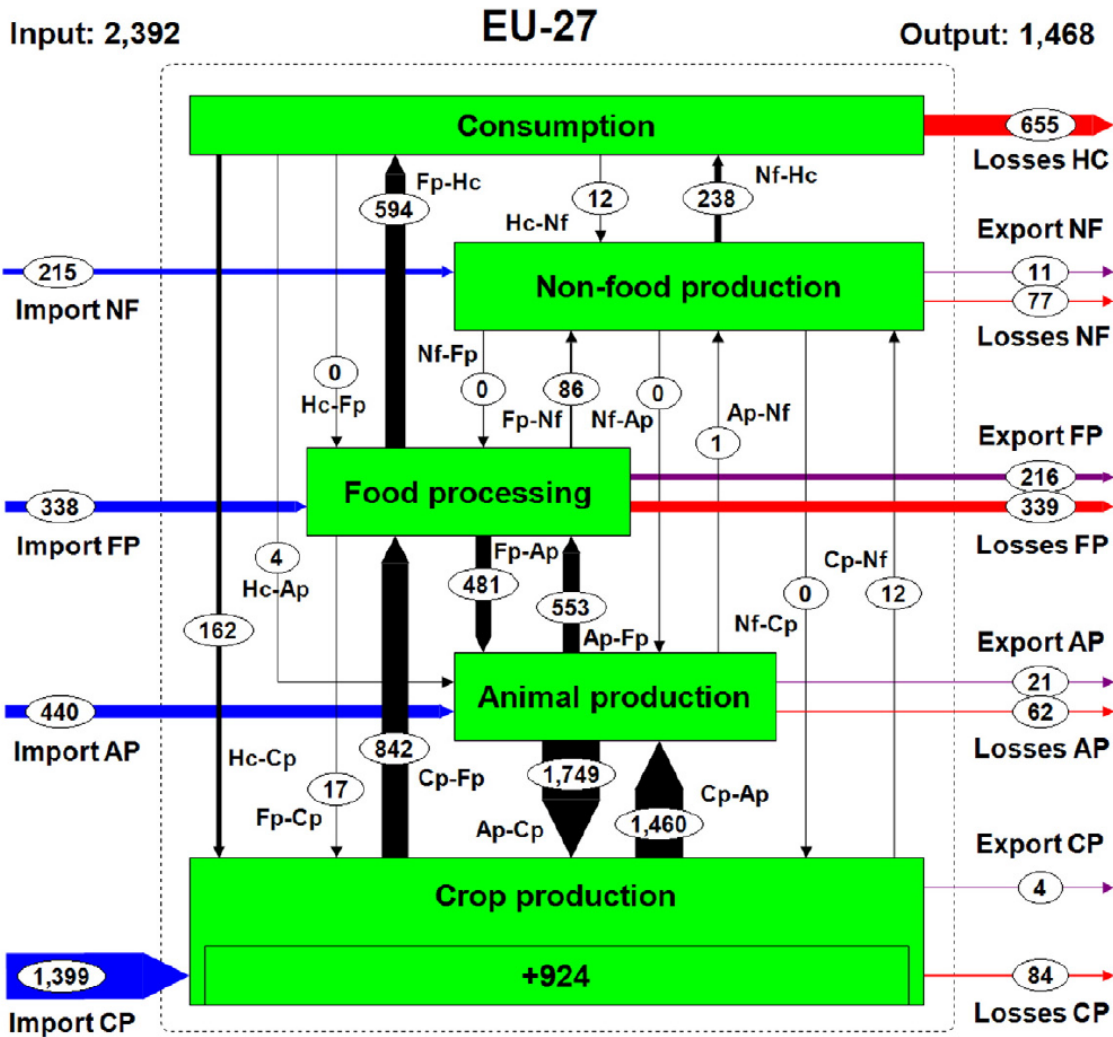 EU-27
Input: 2,392
Output: 1,468
Consumption
655
Losses HC
Fp-Hc
594
12
Hc-Nf
Nf-Hc
238
Export NF
11
77
Losses NF
215
Import NF
Non-food production
0
Hc-Fp
Nf-Fp
0
86
Fp-Nf
0
Nf-Ap
Ap-Nf
1
Export FP
216
339
Losses FP
338
Import FP
Food processing
4
Hc-Ap
Fp-Ap
481
553
Ap-Fp
0
Nf-Cp
Cp-Nf
12
162
Export AP
21
62
Losses AP
440
Import AP
Animal production
Hc-Cp
17
Fp-Cp
842
Cp-Fp
1,749
Ap-Cp
Cp-Ap
1,460
Export CP
4
Crop production
+924
1,399
Import CP
84
Losses CP